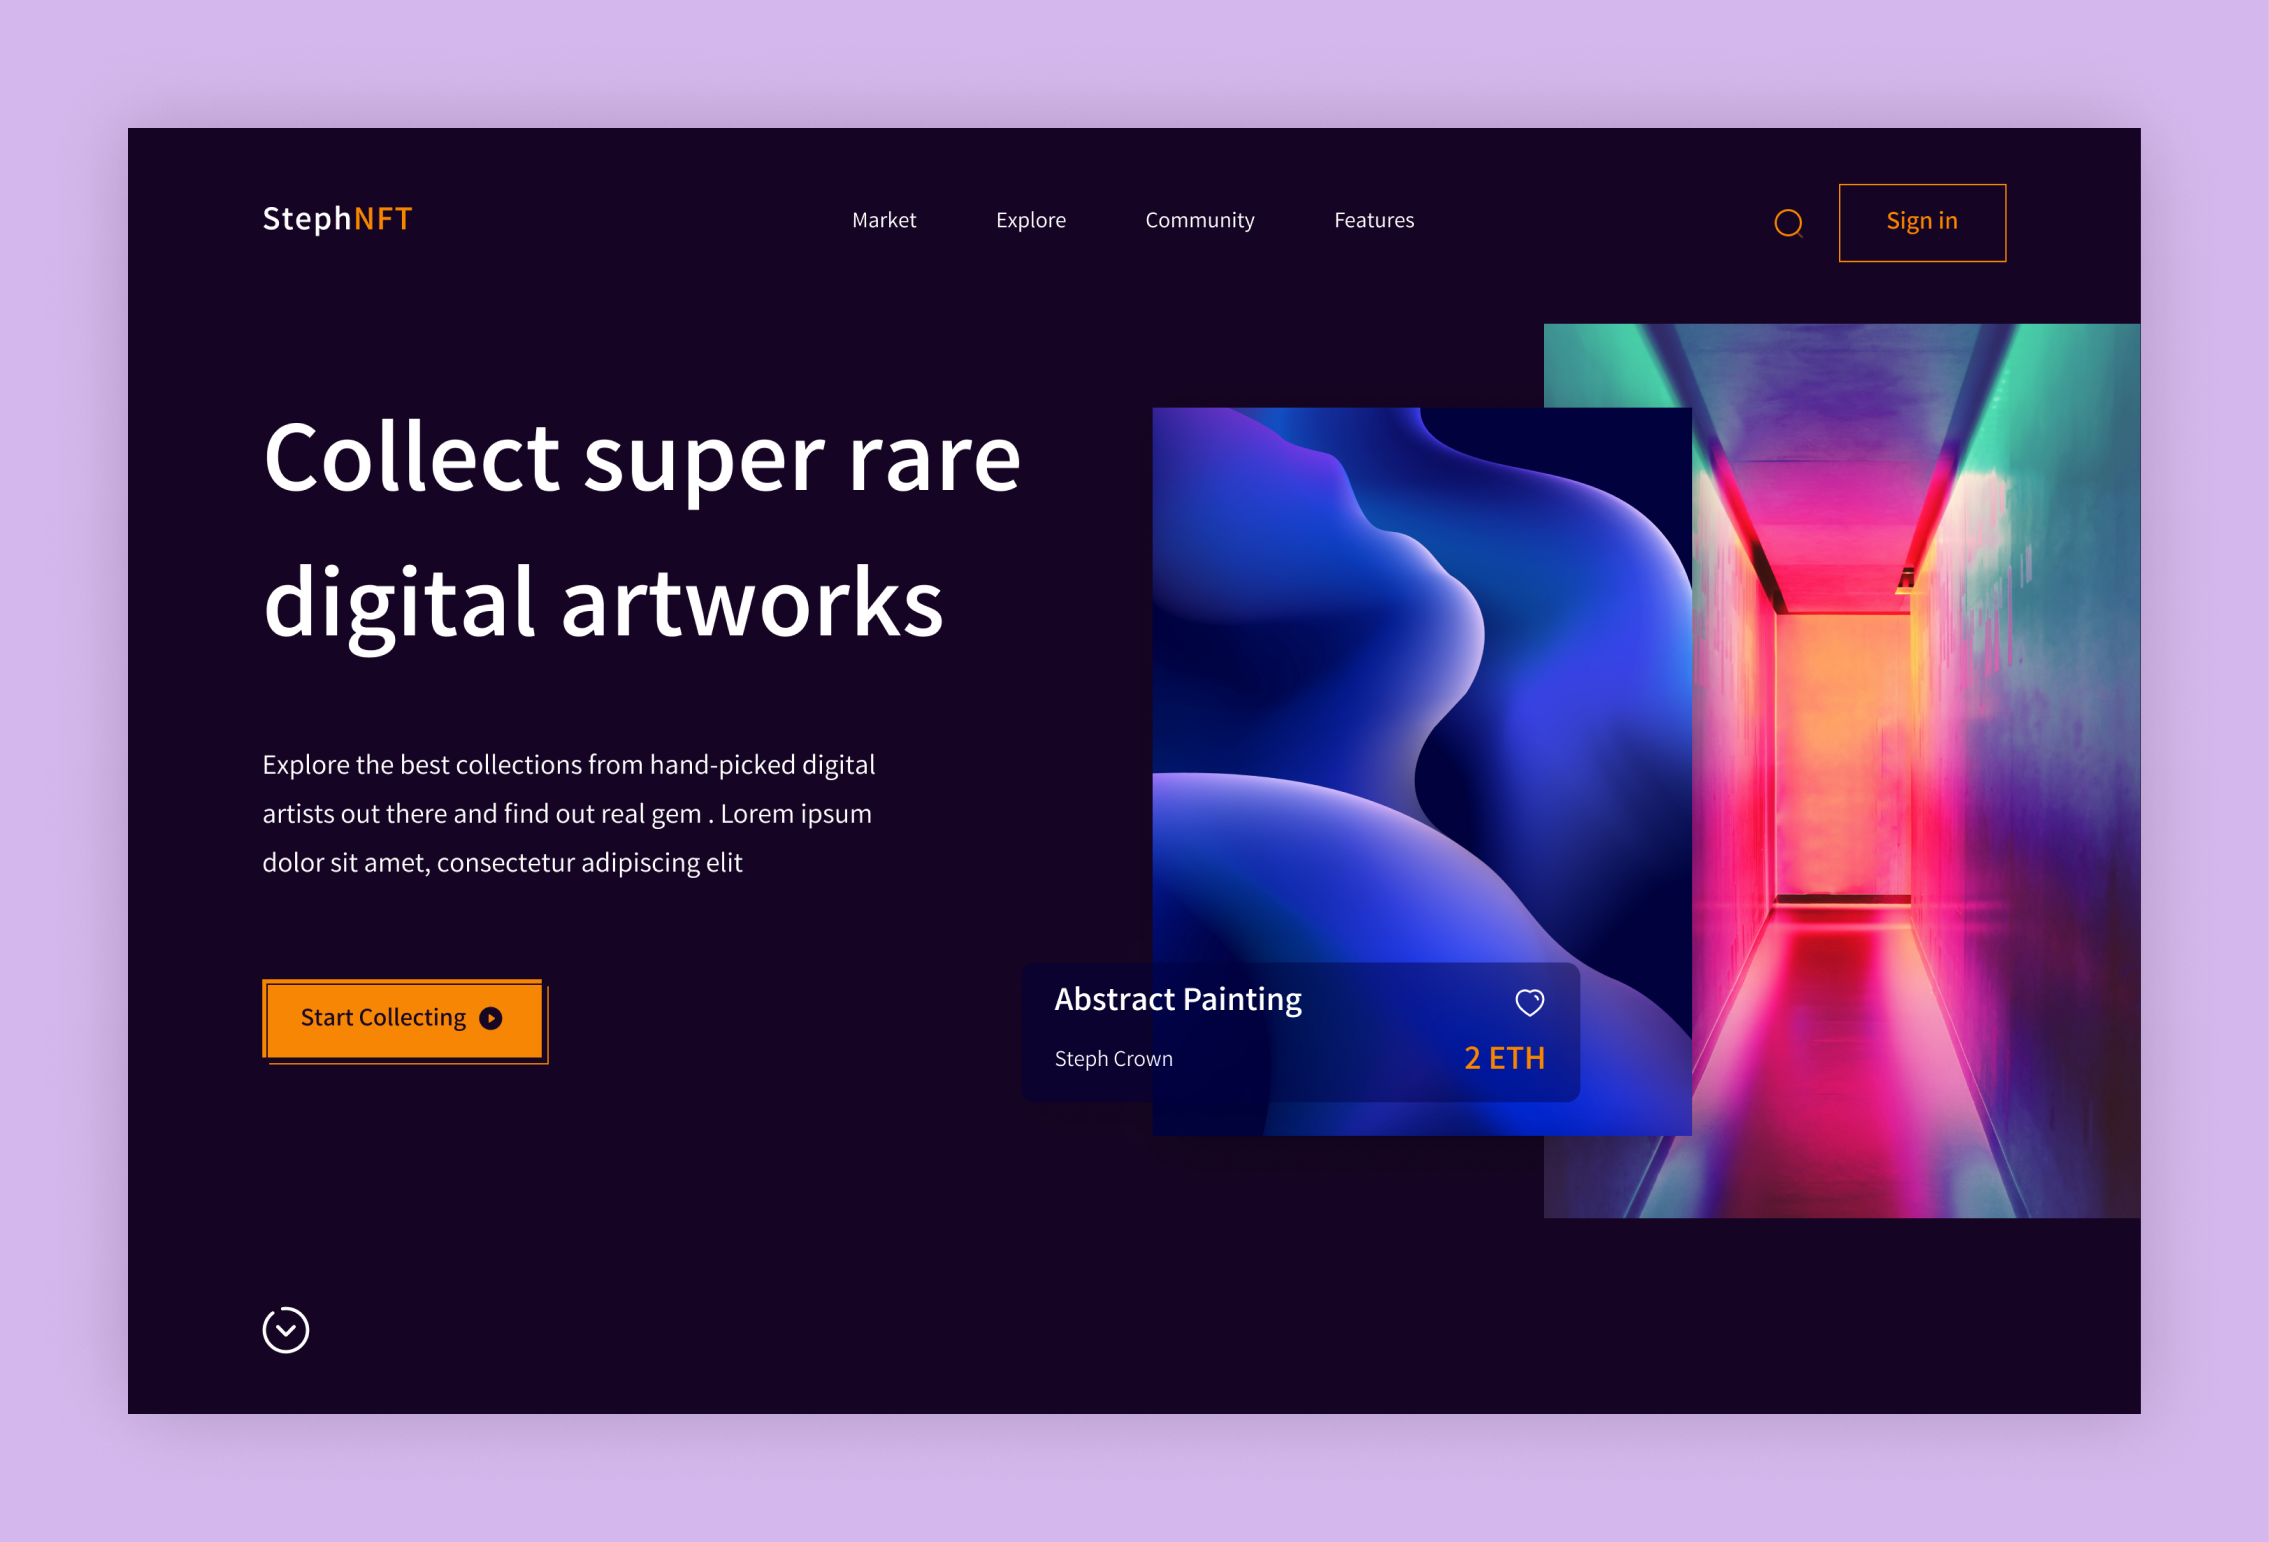 StephNFT
Market
Explore
Community
Features
Sign in
Collect super rare
digital artworks
Explore the best collections from hand-picked digital
artists out there and find out real gem . Lorem ipsum
dolor sit amet, consectetur adipiscing elit
Start Collecting
Abstract Painting
Steph Crown
2 ETH